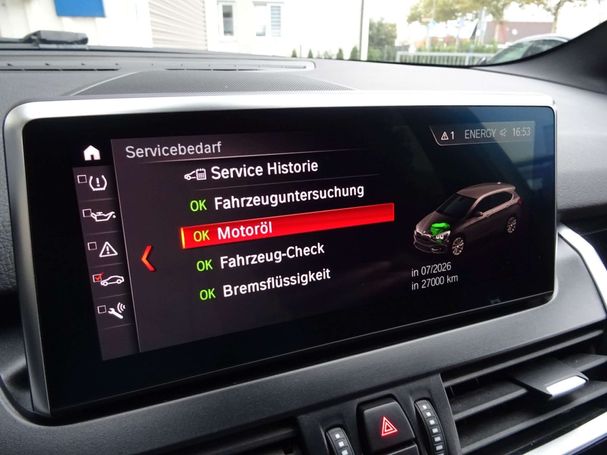 Servicebedarf
1 ENERGY 16:53
Service Historie
OK Fahrzeuguntersuchung
OK Motoröl
OK Fahrzeug-Check
OK Bremsflüssigkeit
in 07/2026
in 27000 km